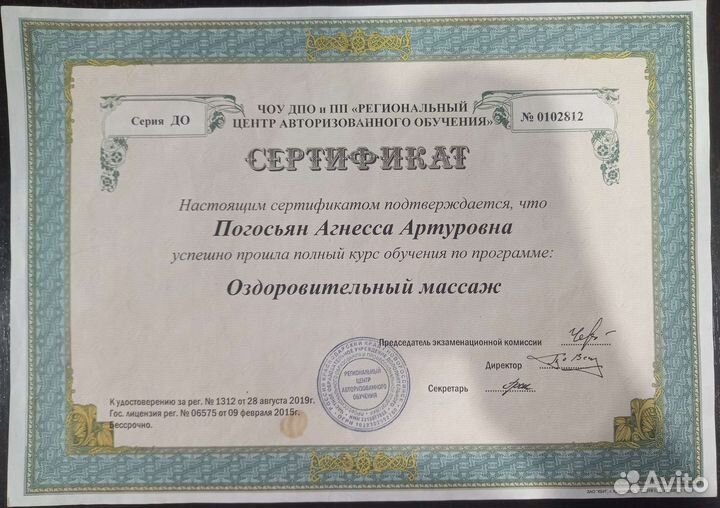 ЧОУ ДПО и ПП «РЕГИОНАЛЬНЫЙ
ЦЕНТР АВТОРИЗОВАННОГО ОБУЧЕНИЯ»
Серия ДО
№ 0102812
СЕРТИФИКАТ
Настоящим сертификатом подтверждается, что
Погосьян Агнесса Артуровна
успешно прошла полный курс обучения по программе:
Оздоровительный массаж
Председатель экзаменационной комиссии
Директор
Секретарь
РЕГИОНАЛЬНЫЙ
ЦЕНТР
АВТОРИЗОВАННОГО
ОБУЧЕНИЯ
К удостоверению за рег. № 1312 от 28 августа 2019г.
Гос. лицензия рег. № 06575 от 09 февраля 2015г.
Бессрочно.
Avito